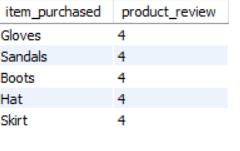 item_purchased product_review
Gloves 4
Sandals 4
Boots 4
Hat 4
Skirt 4